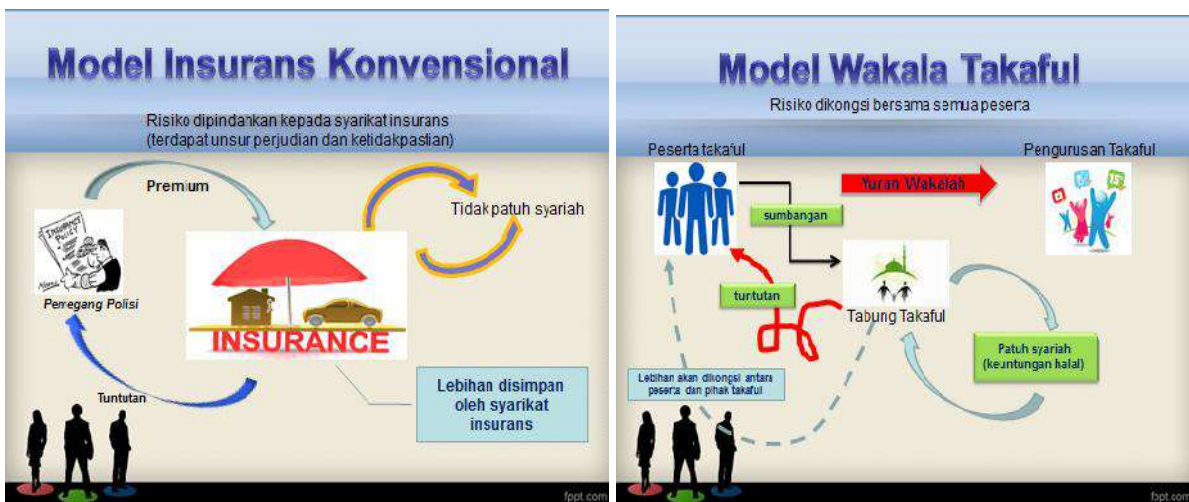 Model Insurans Konvensional
Risiko dipindahkan kepada syarikat insurans
(terdapat unsur perjudian dan ketidakpastian)
Premium
Tidak patuh syariah
INSURANCE
POLICY
Pemegang Polisi
INSURANCE
Tuntutan
Lebihan disimpan
oleh syarikat
insurans
fppt.com
Model Wakala Takaful
Risiko dikongsi bersama semua peserta
Peserta takaful
Pengurusan Takaful
Yuran Wakalah
sumbangan
tuntutan
Tabung Takaful
Patuh syariah
(keuntungan halal)
Lebihan akan dikongsi antara
peserta dan pihak takaful
fppt.com